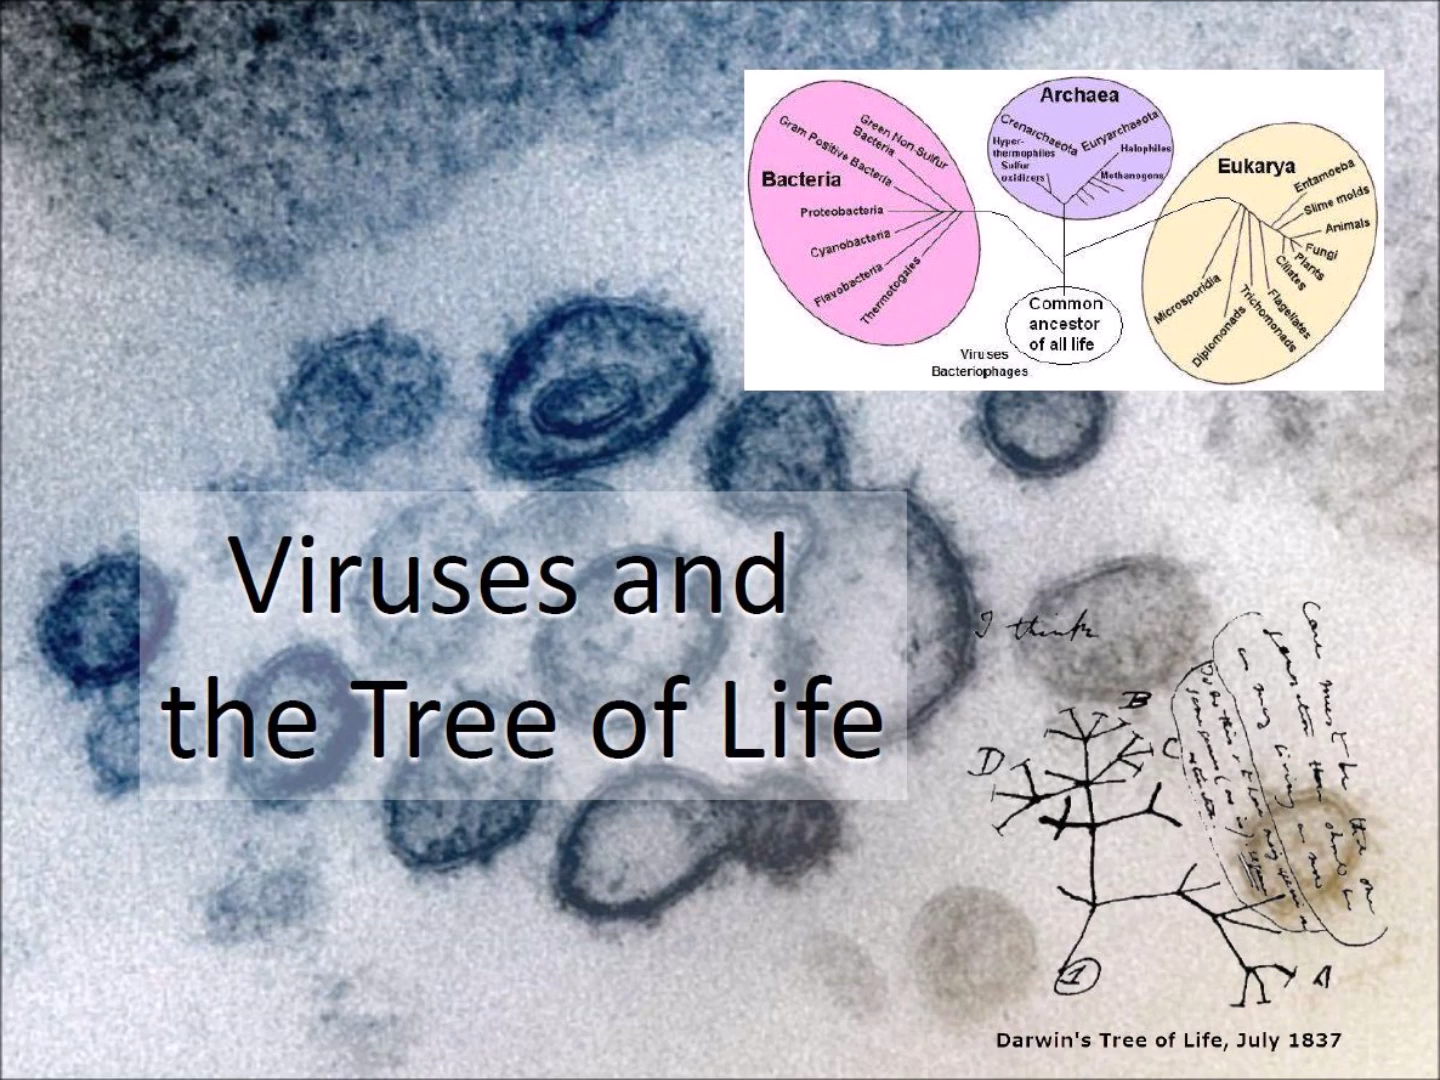 Archaea
Crenarchaeota
Euryarchaeota
Hyper-
thermophiles
Sulfur
oxidizers
Halophiles
Methanogens
Bacteria
Green Non-Sulfur
Bacteria
Gram Positive Bacteria
Proteobacteria
Cyanobacteria
Flavobacteria
Thermotogales
Eukarya
Entamoeba
Slime molds
Animals
Fungi
Plants
Ciliates
Flagellates
Trichomonads
Diplomonads
Microsporidia
Common
ancestor
of all life
Viruses
Bacteriophages
Viruses and
the Tree of Life
I think
B
C
D
A
1
Darwin's Tree of Life, July 1837